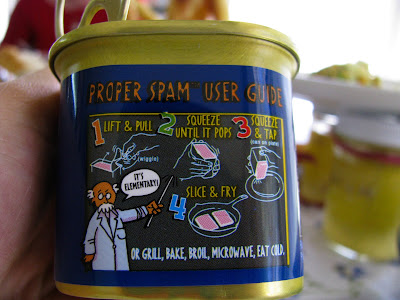 PROPER SPAM™ USER GUIDE
1 LIFT & PULL
(wiggle)
2 SQUEEZE
UNTIL IT POPS
3 SQUEEZE
& TAP
IT'S
ELEMENTARY!
4 SLICE & FRY
OR GRILL, BAKE, BROIL, MICROWAVE, EAT COLD.